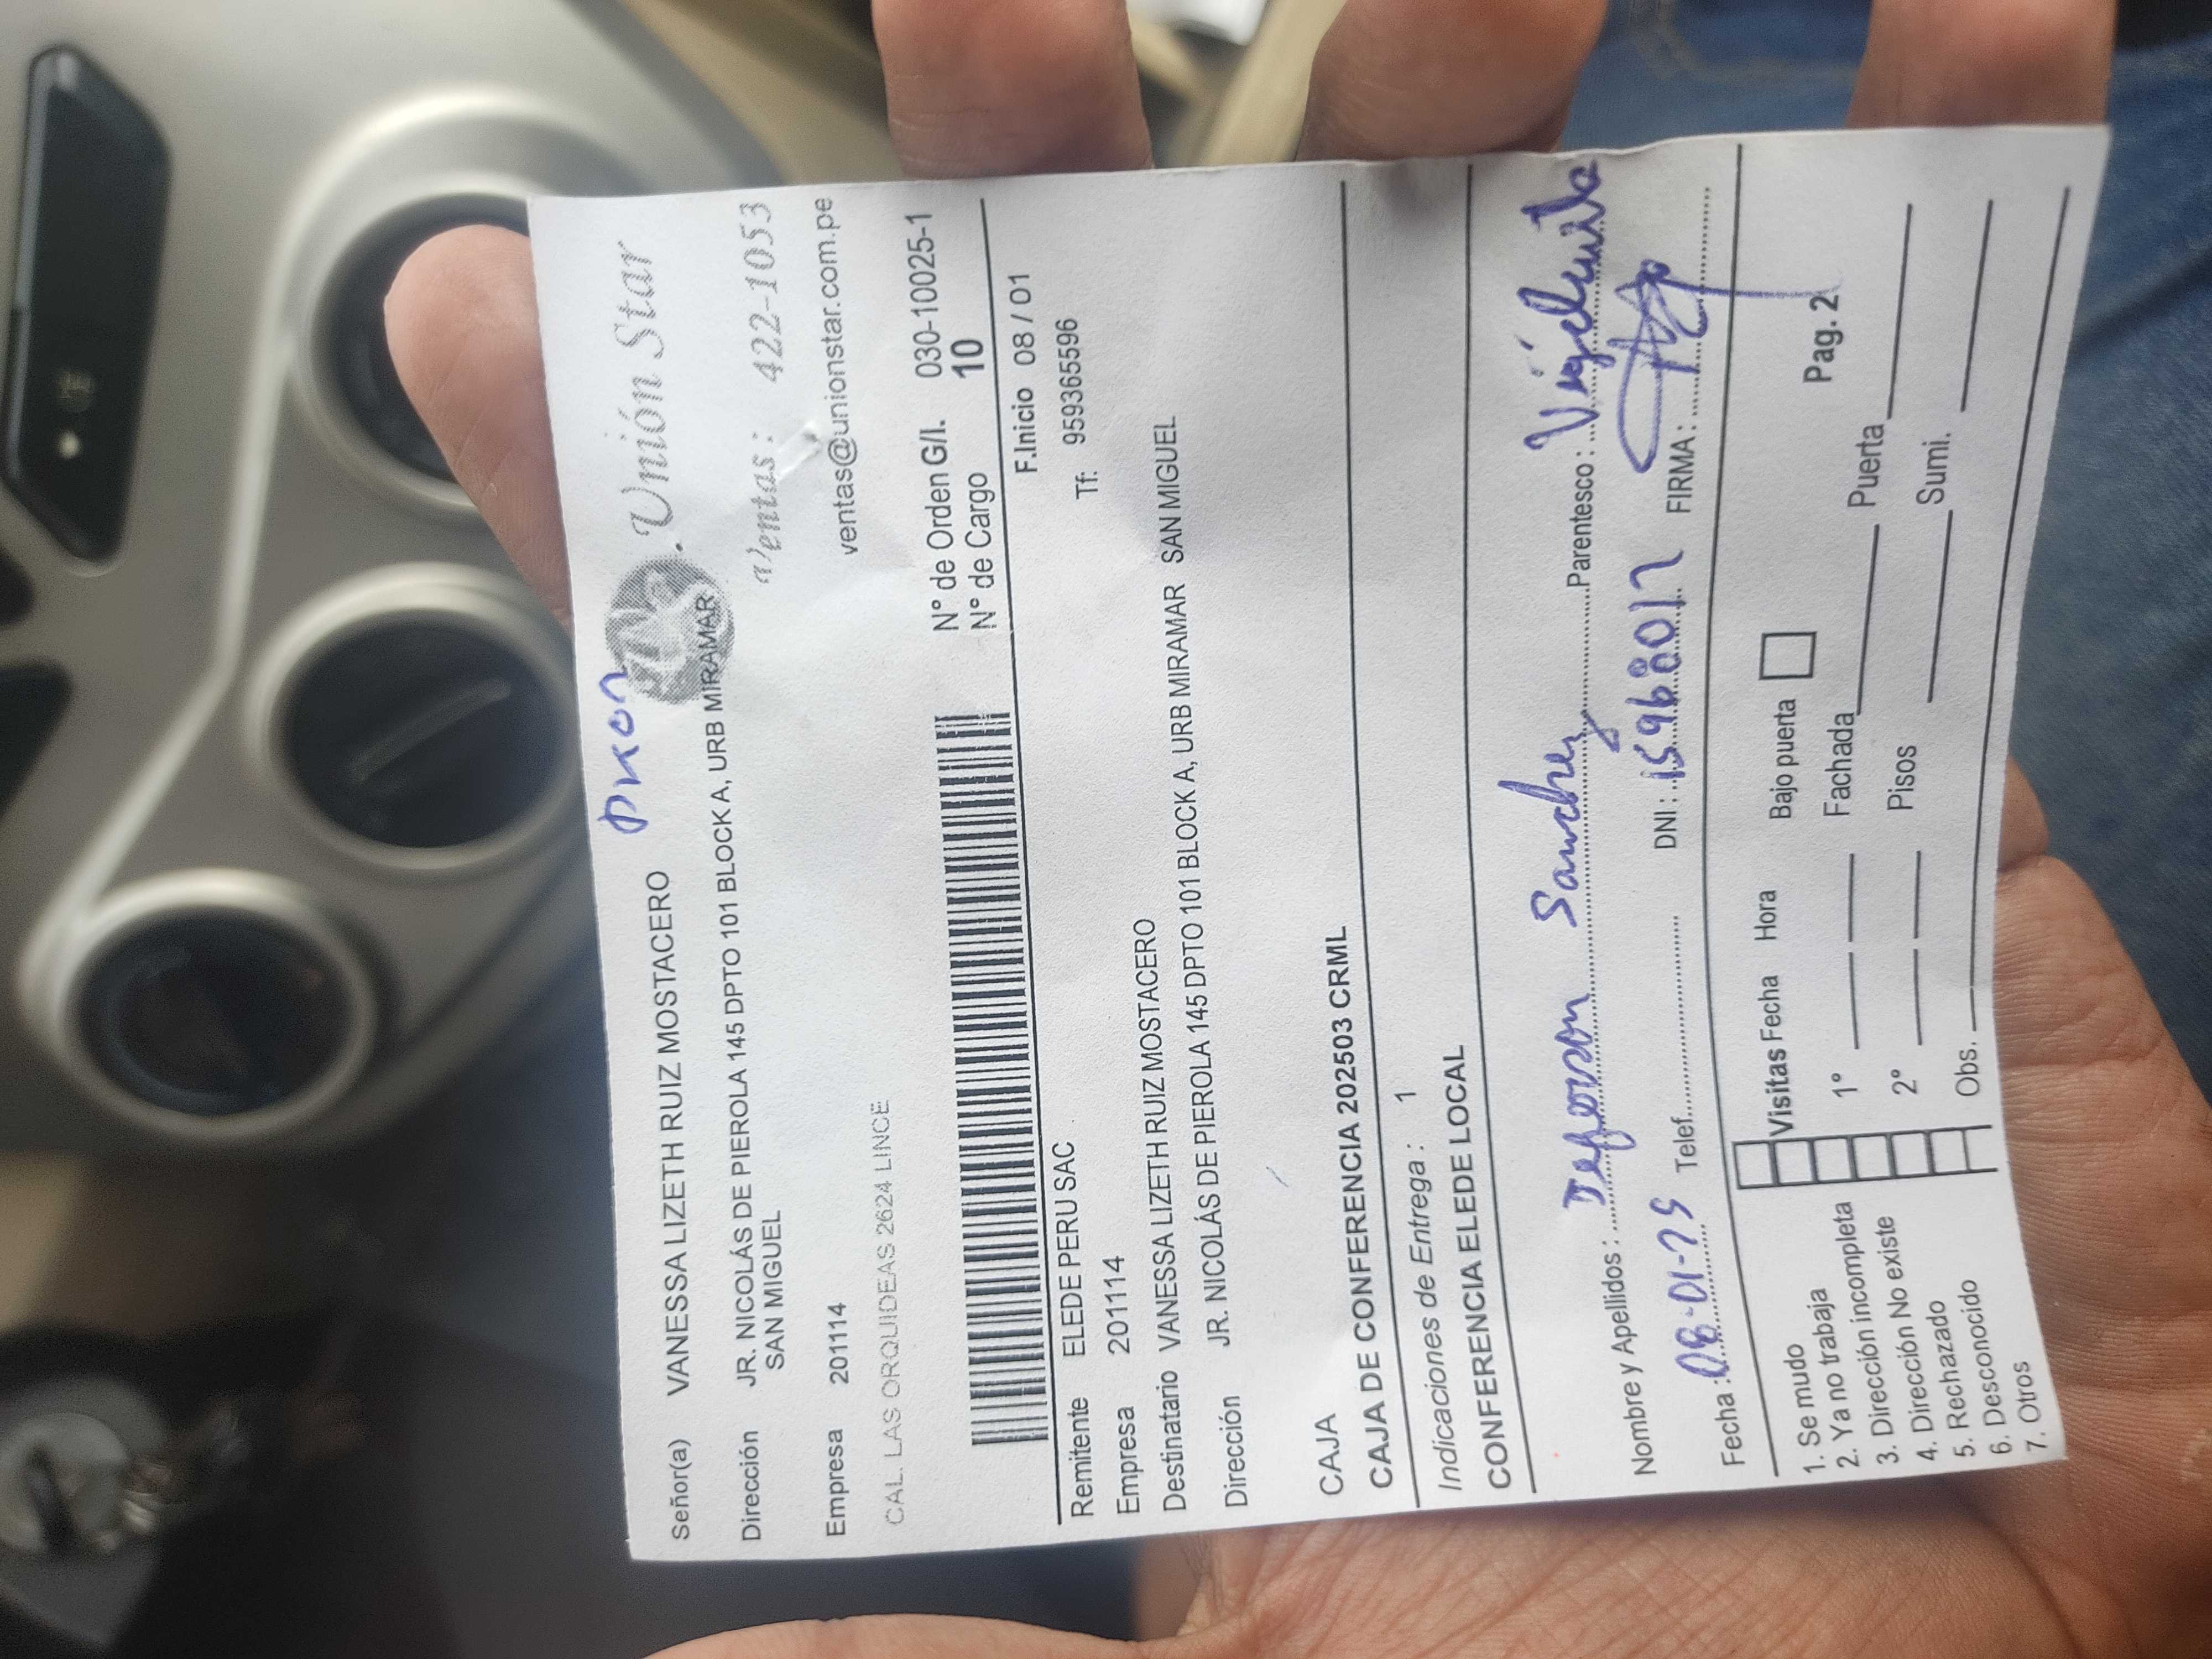 Señor(a) VANESSA LIZETH RUIZ MOSTACERO
Unión Star
Dirección JR. NICOLÁS DE PIEROLA 145 DPTO 101 BLOCK A, URB MIRAMAR
SAN MIGUEL
Ventas: 422-1053
Empresa 201114
ventas@unionstar.com.pe
CAL. LAS ORQUIDEAS 2624 LINCE
N° de Orden G/I. 030-10025-1
N° de Cargo 10
F.Inicio 08 / 01
Remitente ELEDE PERU SAC
Tf: 959365596
Empresa 201114
Destinatario VANESSA LIZETH RUIZ MOSTACERO
Dirección JR. NICOLÁS DE PIEROLA 145 DPTO 101 BLOCK A, URB MIRAMAR SAN MIGUEL
CAJA
CAJA DE CONFERENCIA 202503 CRML
Indicaciones de Entrega : 1
CONFERENCIA ELEDE LOCAL
Nombre y Apellidos : Jeferson Sanchez Parentesco : Vigilante
Fecha : 08-01-25 Telef. DNI : 15968012 FIRMA :
1. Se mudo
2. Ya no trabaja
3. Dirección incompleta
4. Dirección No existe
5. Rechazado
6. Desconocido
7. Otros
Visitas Fecha Hora Bajo puerta Pag. 2
1° Fachada Puerta
2° Pisos Sumi.
Obs.